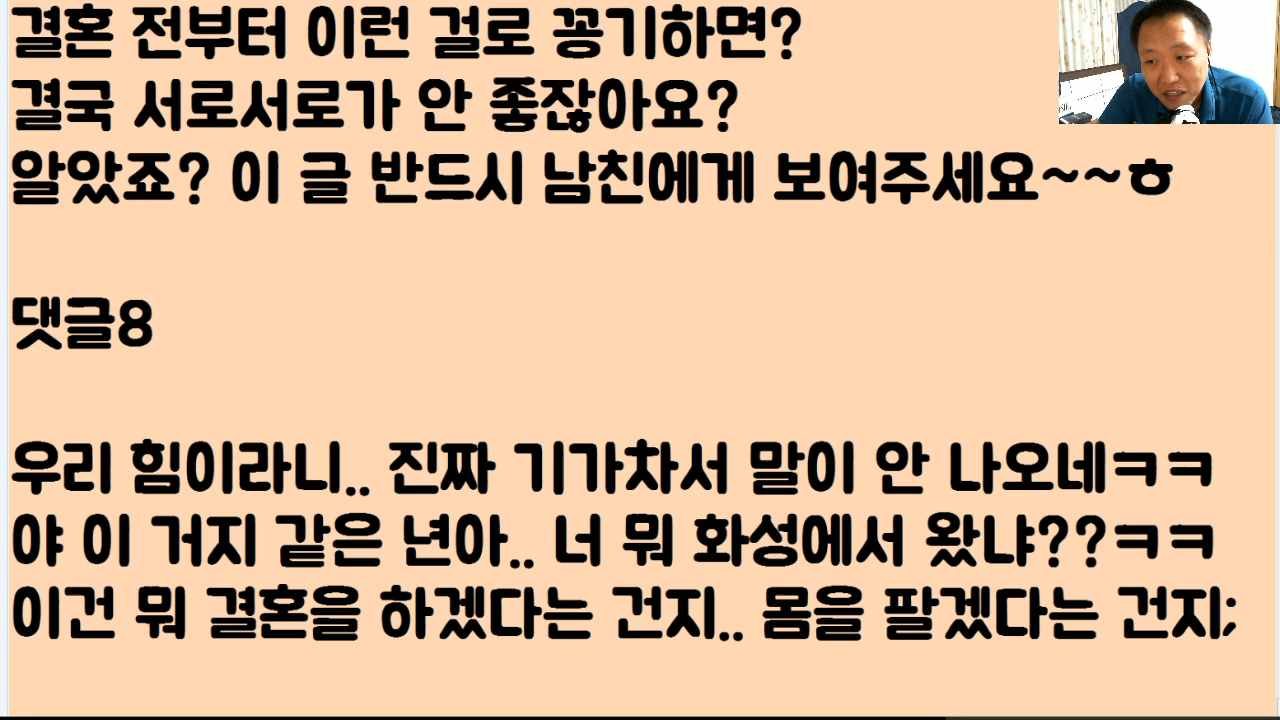 결혼 전부터 이런 걸로 꽁기하면?
결국 서로서로가 안 좋잖아요?
알았죠? 이 글 반드시 남친에게 보여주세요~~ㅎ
댓글8
우리 힘이라니.. 진짜 기가차서 말이 안 나오네ㅋㅋ
야 이 거지 같은 년아.. 너 뭐 화성에서 왔냐??ㅋㅋ
이건 뭐 결혼을 하겠다는 건지.. 몸을 팔겠다는 건지;